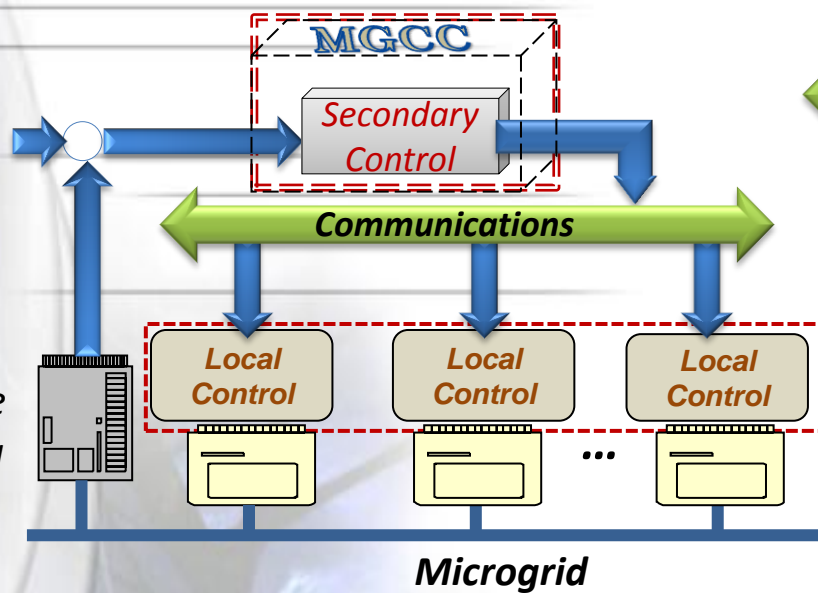 MGCC
Secondary
Control
Communications
Local
Control
Local
Control
Local
Control
...
Microgrid